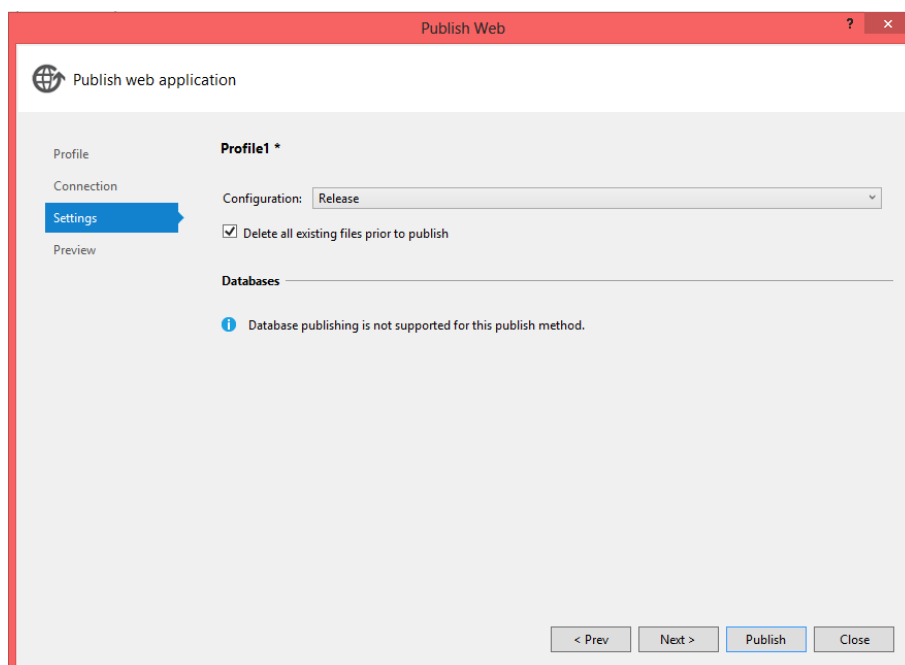 Publish Web
?
Publish web application
Profile
Connection
Settings
Preview
Profile1 *
Configuration: Release
Delete all existing files prior to publish
Databases
Database publishing is not supported for this publish method.
< Prev Next > Publish Close